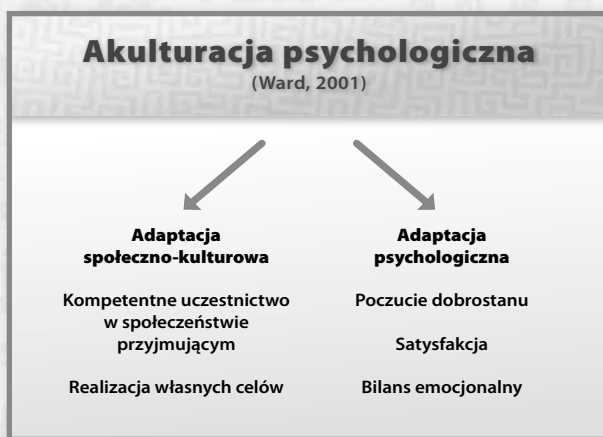 Akulturacja psychologiczna
(Ward, 2001)
Adaptacja
społeczno-kulturowa
Kompetentne uczestnictwo
w społeczeństwie
przyjmującym
Realizacja własnych celów
Adaptacja
psychologiczna
Poczucie dobrostanu
Satysfakcja
Bilans emocjonalny